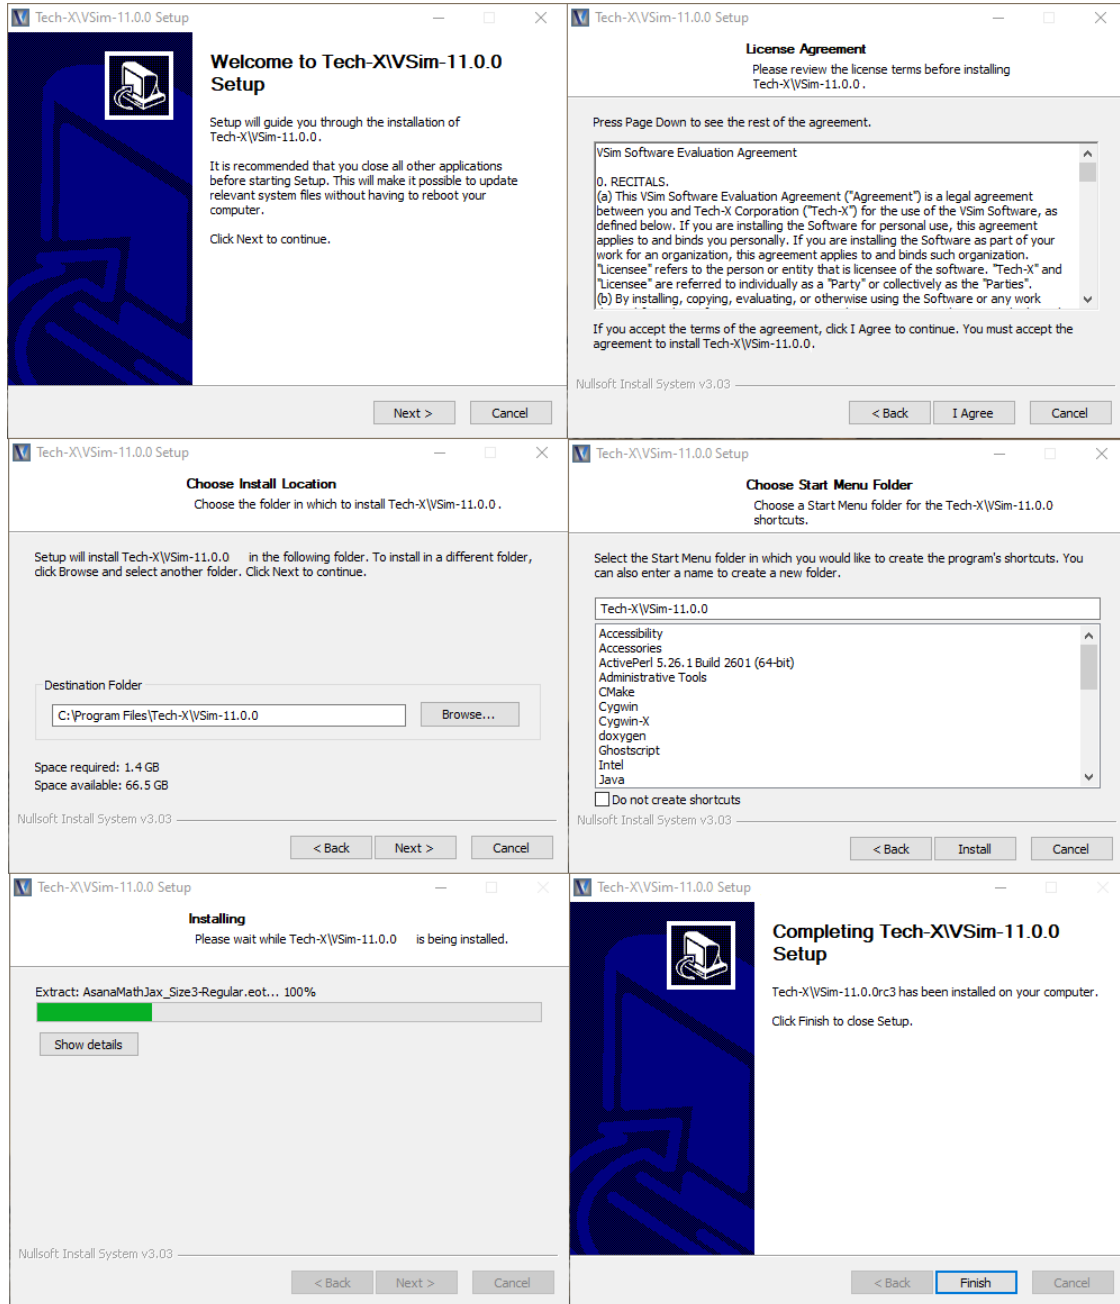 Tech-X\VSim-11.0.0 Setup
Welcome to Tech-X\VSim-11.0.0
Setup
Setup will guide you through the installation of
Tech-X\VSim-11.0.0.
It is recommended that you close all other applications
before starting Setup. This will make it possible to update
relevant system files without having to reboot your
computer.
Click Next to continue.
Next >
Cancel
Tech-X\VSim-11.0.0 Setup
License Agreement
Please review the license terms before installing
Tech-X\VSim-11.0.0.
Press Page Down to see the rest of the agreement.
VSim Software Evaluation Agreement
0. RECITALS.
(a) This VSim Software Evaluation Agreement ("Agreement") is a legal agreement
between you and Tech-X Corporation ("Tech-X") for the use of the VSim Software, as
defined below. If you are installing the Software for personal use, this agreement
applies to and binds you personally. If you are installing the Software as part of your
work for an organization, this agreement applies to and binds such organization.
"Licensee" refers to the person or entity that is licensee of the software. "Tech-X" and
"Licensee" are referred to individually as a "Party" or collectively as the "Parties".
(b) By installing, copying, evaluating, or otherwise using the Software or any work
If you accept the terms of the agreement, click I Agree to continue. You must accept the
agreement to install Tech-X\VSim-11.0.0.
Nullsoft Install System v3.03
< Back
I Agree
Cancel
Tech-X\VSim-11.0.0 Setup
Choose Install Location
Choose the folder in which to install Tech-X\VSim-11.0.0.
Setup will install Tech-X\VSim-11.0.0 in the following folder. To install in a different folder,
click Browse and select another folder. Click Next to continue.
Destination Folder
C:\Program Files\Tech-X\VSim-11.0.0
Browse...
Space required: 1.4 GB
Space available: 66.5 GB
Nullsoft Install System v3.03
< Back
Next >
Cancel
Tech-X\VSim-11.0.0 Setup
Choose Start Menu Folder
Choose a Start Menu folder for the Tech-X\VSim-11.0.0
shortcuts.
Select the Start Menu folder in which you would like to create the program's shortcuts. You
can also enter a name to create a new folder.
Tech-X\VSim-11.0.0
Accessibility
Accessories
ActivePerl 5.26.1 Build 2601 (64-bit)
Administrative Tools
CMake
Cygwin
Cygwin-X
doxygen
Ghostscript
Intel
Java
Do not create shortcuts
Nullsoft Install System v3.03
< Back
Install
Cancel
Tech-X\VSim-11.0.0 Setup
Installing
Please wait while Tech-X\VSim-11.0.0 is being installed.
Extract: AsanaMathJax_Size3-Regular.eot... 100%
Show details
Nullsoft Install System v3.03
< Back
Next >
Cancel
Tech-X\VSim-11.0.0 Setup
Completing Tech-X\VSim-11.0.0
Setup
Tech-X\VSim-11.0.0rc3 has been installed on your computer.
Click Finish to close Setup.
< Back
Finish
Cancel